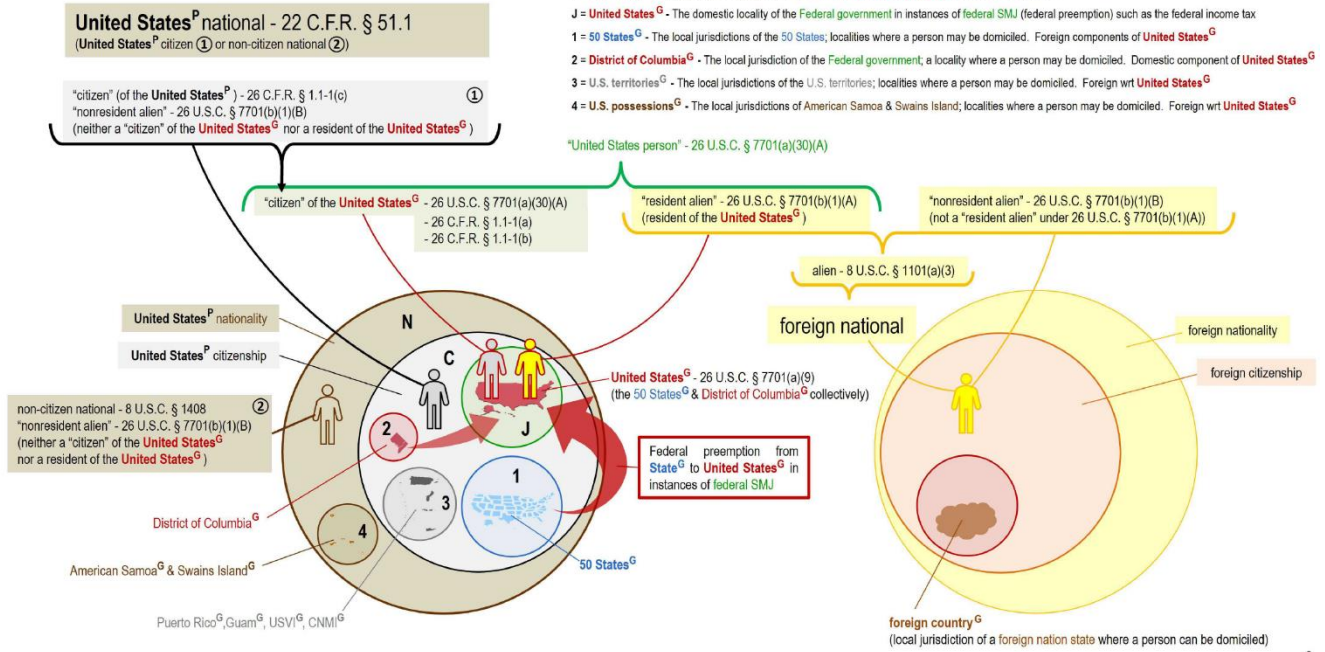 United Statesᴾ national - 22 C.F.R. § 51.1
(United Statesᴾ citizen ① or non-citizen national ②)
J = United Statesᴳ - The domestic locality of the Federal government in instances of federal SMJ (federal preemption) such as the federal income tax
1 = 50 Statesᴳ - The local jurisdictions of the 50 States; localities where a person may be domiciled. Foreign components of United Statesᴳ
2 = District of Columbiaᴳ - The local jurisdiction of the Federal government; a locality where a person may be domiciled. Domestic component of United Statesᴳ
3 = U.S. territoriesᴳ - The local jurisdictions of the U.S. territories; localities where a person may be domiciled. Foreign wrt United Statesᴳ
4 = U.S. possessionsᴳ - The local jurisdictions of American Samoa & Swains Island; localities where a person may be domiciled. Foreign wrt United Statesᴳ
"citizen" (of the United Statesᴾ) - 26 C.F.R. § 1.1-1(c) ①
"nonresident alien" - 26 U.S.C. § 7701(b)(1)(B)
(neither a "citizen" of the United Statesᴳ nor a resident of the United Statesᴳ)
"United States person" - 26 U.S.C. § 7701(a)(30)(A)
"citizen" of the United Statesᴳ - 26 U.S.C. § 7701(a)(30)(A)
- 26 C.F.R. § 1.1-1(a)
- 26 C.F.R. § 1.1-1(b)
"resident alien" - 26 U.S.C. § 7701(b)(1)(A)
(resident of the United Statesᴳ)
"nonresident alien" - 26 U.S.C. § 7701(b)(1)(B)
(not a "resident alien" under 26 U.S.C. § 7701(b)(1)(A))
alien - 8 U.S.C. § 1101(a)(3)
foreign national
United Statesᴾ nationality
United Statesᴾ citizenship
N
C
J
2
1
3
4
foreign nationality
foreign citizenship
United Statesᴳ - 26 U.S.C. § 7701(a)(9)
(the 50 Statesᴳ & District of Columbiaᴳ collectively)
non-citizen national - 8 U.S.C. § 1408 ②
"nonresident alien" - 26 U.S.C. § 7701(b)(1)(B)
(neither a "citizen" of the United Statesᴳ
nor a resident of the United Statesᴳ)
Federal preemption from
Stateᴳ to United Statesᴳ in
instances of federal SMJ
District of Columbiaᴳ
American Samoaᴳ & Swains Islandᴳ
50 Statesᴳ
Puerto Ricoᴳ,Guamᴳ, USVIᴳ, CNMIᴳ
foreign countryᴳ
(local jurisdiction of a foreign nation state where a person can be domiciled)